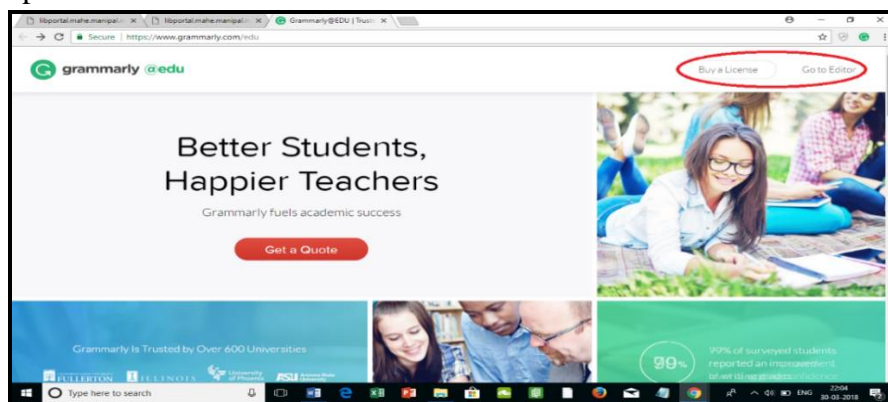 libportal.mahe.manipal.
libportal.mahe.manipal.
Grammarly@EDU | Trust
Secure | https://www.grammarly.com/edu
grammarly @edu
Buy a License
Go to Editor
Better Students,
Happier Teachers
Grammarly fuels academic success
Get a Quote
Grammarly Is Trusted by Over 600 Universities
FULLERTON
ILLINOIS
University of Phoenix
ASU Arizona State University
99%
99% of surveyed students
reported an improvement
Type here to search
ENG
22:04
30-03-2018